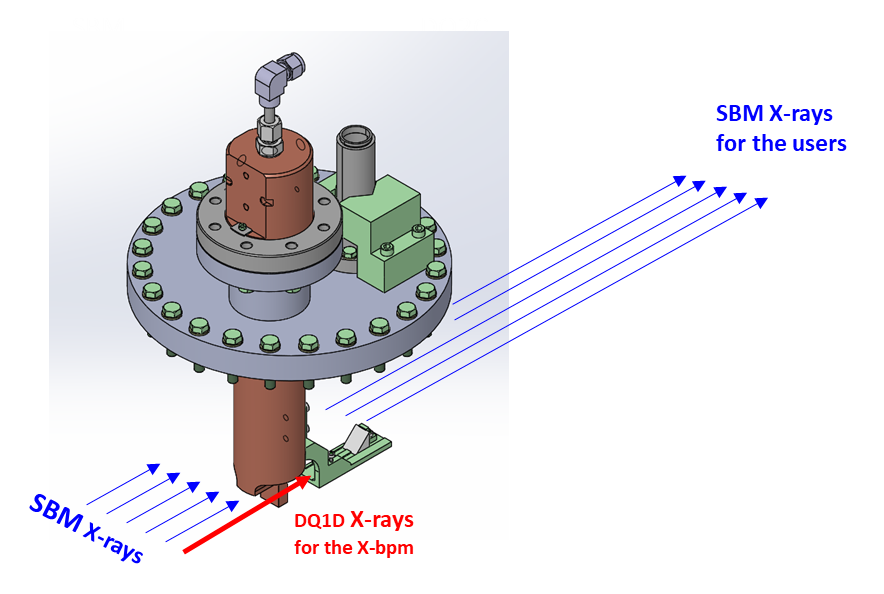 SBM X-rays
for the users
SBM X-rays
DQ1D X-rays
for the X-bpm